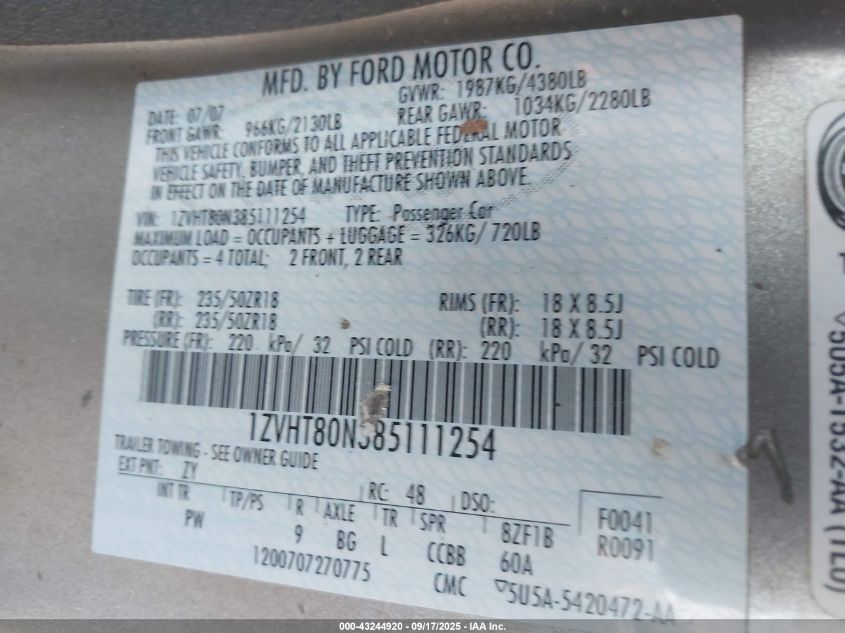 MFD. BY FORD MOTOR CO.
DATE: 07/07 GVWR: 1987KG/4380LB
FRONT GAWR: 966KG/2130LB REAR GAWR: 1034KG/2280LB
THIS VEHICLE CONFORMS TO ALL APPLICABLE FEDERAL MOTOR
VEHICLE SAFETY, BUMPER, AND THEFT PREVENTION STANDARDS
IN EFFECT ON THE DATE OF MANUFACTURE SHOWN ABOVE.
VIN: 1ZVHT80N385111254 TYPE: Passenger Car
MAXIMUM LOAD = OCCUPANTS + LUGGAGE = 326KG/ 720LB
OCCUPANTS = 4 TOTAL; 2 FRONT, 2 REAR
TIRE (FR): 235/50ZR18 RIMS (FR): 18 X 8.5J
(RR): 235/50ZR18 (RR): 18 X 8.5J
PRESSURE (FR): 220 kPa/ 32 PSI COLD (RR): 220 kPa/ 32 PSI COLD
1ZVHT80N385111254
TRAILER TOWING - SEE OWNER GUIDE
EXT PNT: ZY RC: 48 DSO: F0041
INT TR TP/PS R AXLE TR SPR 8ZF1B R0091
PW 9 BG L CCBB 60A
1200707270775 CMC ▽5U5A-5420472-AA
000-43244920 - 09/17/2025 - IAA, Inc.